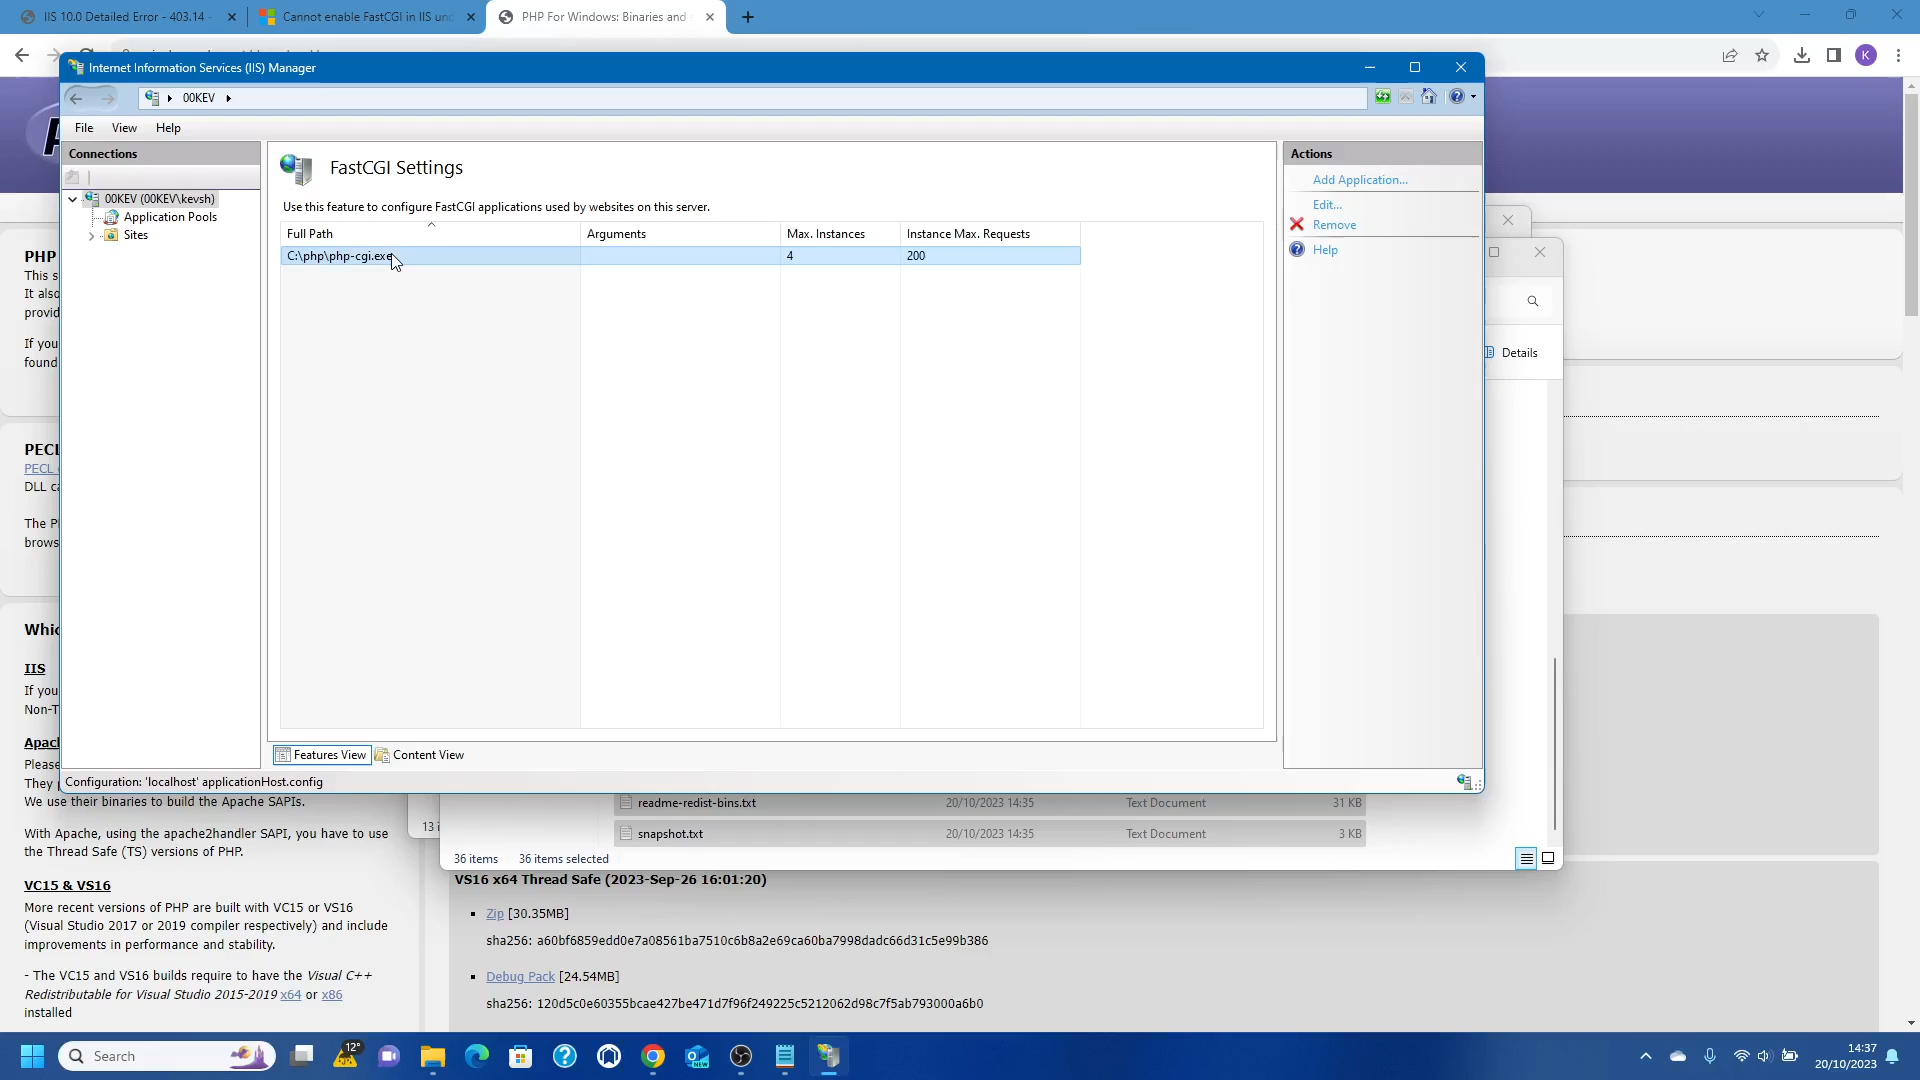 IIS 10.0 Detailed Error - 403.14 -
Cannot enable FastCGI in IIS und
PHP For Windows: Binaries and
K
Internet Information Services (IIS) Manager
00KEV
File View Help
Connections
00KEV (00KEV\kevsh)
Application Pools
Sites
FastCGI Settings
Use this feature to configure FastCGI applications used by websites on this server.
Full Path Arguments Max. Instances Instance Max. Requests
C:\php\php-cgi.exe 4 200
Features View Content View
Configuration: 'localhost' applicationHost.config
Actions
Add Application...
Edit...
Remove
Help
Details
PHP
This s
It also
provid
If you
found
PECL
PECL
DLL ca
The P
brows
Whic
IIS
If you
Non-T
Apac
Please
They
We use their binaries to build the Apache SAPIs.
With Apache, using the apache2handler SAPI, you have to use
the Thread Safe (TS) versions of PHP.
VC15 & VS16
More recent versions of PHP are built with VC15 or VS16
(Visual Studio 2017 or 2019 compiler respectively) and include
improvements in performance and stability.
- The VC15 and VS16 builds require to have the Visual C++
Redistributable for Visual Studio 2015-2019 x64 or x86
installed
13 i
readme-redist-bins.txt 20/10/2023 14:35 Text Document 31 KB
snapshot.txt 20/10/2023 14:35 Text Document 3 KB
36 items 36 items selected
VS16 x64 Thread Safe (2023-Sep-26 16:01:20)
Zip [30.35MB]
sha256: a60bf6859edd0e7a08561ba7510c6b8a2e69ca60ba7998dadc66d31c5e99b386
Debug Pack [24.54MB]
sha256: 120d5c0e60355bcae427be471d7f96f249225c5212062d98c7f5ab793000a6b0
Search
12°
NEW
14:37
20/10/2023